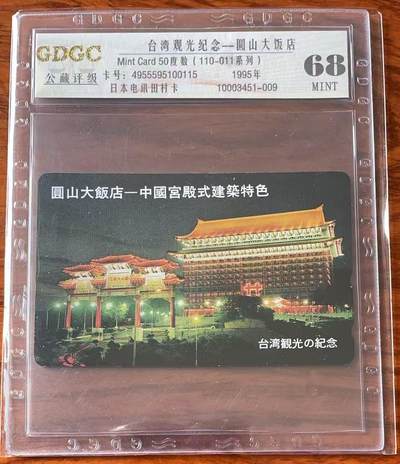 GDGC
公藏评级
台湾观光纪念—圆山大饭店
Mint Card 50度数（110-011系列）
卡号：4955595100115 1995年
日本电讯田村卡 10003451-009
68
MINT
圓山大飯店—中國宮殿式建築特色
台湾観光の紀念